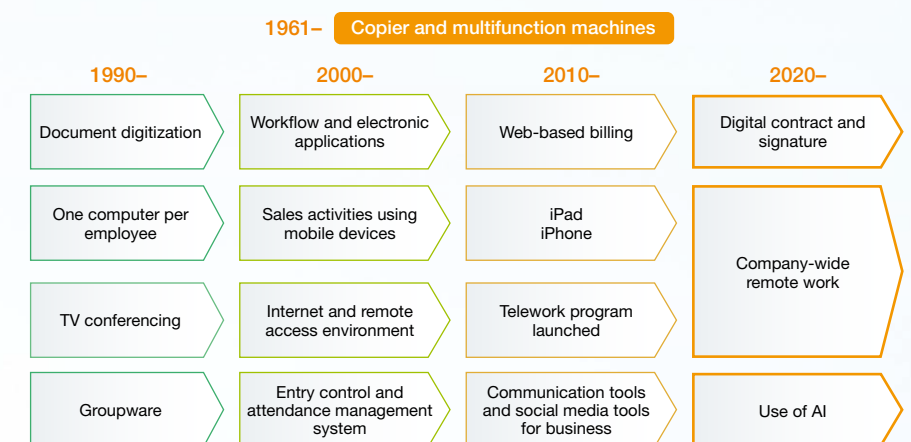 1961– Copier and multifunction machines
1990–
2000–
2010–
2020–
Document digitization
Workflow and electronic
applications
Web-based billing
Digital contract and
signature
One computer per
employee
Sales activities using
mobile devices
iPad
iPhone
Company-wide
remote work
TV conferencing
Internet and remote
access environment
Telework program
launched
Groupware
Entry control and
attendance management
system
Communication tools
and social media tools
for business
Use of AI